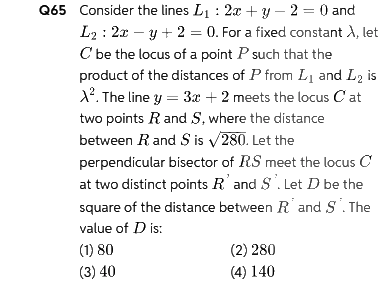 Q65 Consider the lines L₁ : 2x + y − 2 = 0 and
L₂ : 2x − y + 2 = 0. For a fixed constant λ, let
C be the locus of a point P such that the
product of the distances of P from L₁ and L₂ is
λ². The line y = 3x + 2 meets the locus C at
two points R and S, where the distance
between R and S is √280. Let the
perpendicular bisector of RS meet the locus C
at two distinct points R' and S'. Let D be the
square of the distance between R' and S'. The
value of D is:
(1) 80 (2) 280
(3) 40 (4) 140